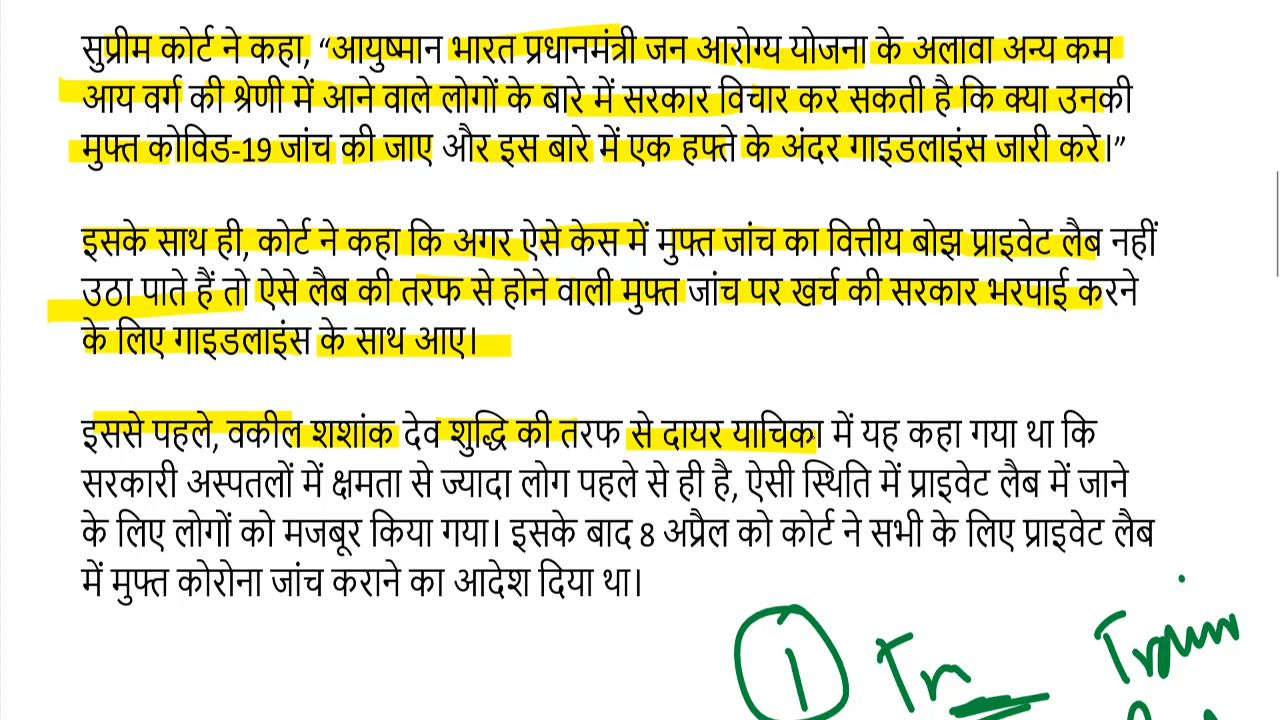 सुप्रीम कोर्ट ने कहा, “आयुष्मान भारत प्रधानमंत्री जन आरोग्य योजना के अलावा अन्य कम
आय वर्ग की श्रेणी में आने वाले लोगों के बारे में सरकार विचार कर सकती है कि क्या उनकी
मुफ्त कोविड-19 जांच की जाए और इस बारे में एक हफ्ते के अंदर गाइडलाइंस जारी करे।”
इसके साथ ही, कोर्ट ने कहा कि अगर ऐसे केस में मुफ्त जांच का वित्तीय बोझ प्राइवेट लैब नहीं
उठा पाते हैं तो ऐसे लैब की तरफ से होने वाली मुफ्त जांच पर खर्च की सरकार भरपाई करने
के लिए गाइडलाइंस के साथ आए।
इससे पहले, वकील शशांक देव शुद्धि की तरफ से दायर याचिका में यह कहा गया था कि
सरकारी अस्पतलों में क्षमता से ज्यादा लोग पहले से ही है, ऐसी स्थिति में प्राइवेट लैब में जाने
के लिए लोगों को मजबूर किया गया। इसके बाद 8 अप्रैल को कोर्ट ने सभी के लिए प्राइवेट लैब
में मुफ्त कोरोना जांच कराने का आदेश दिया था।
1 Tr